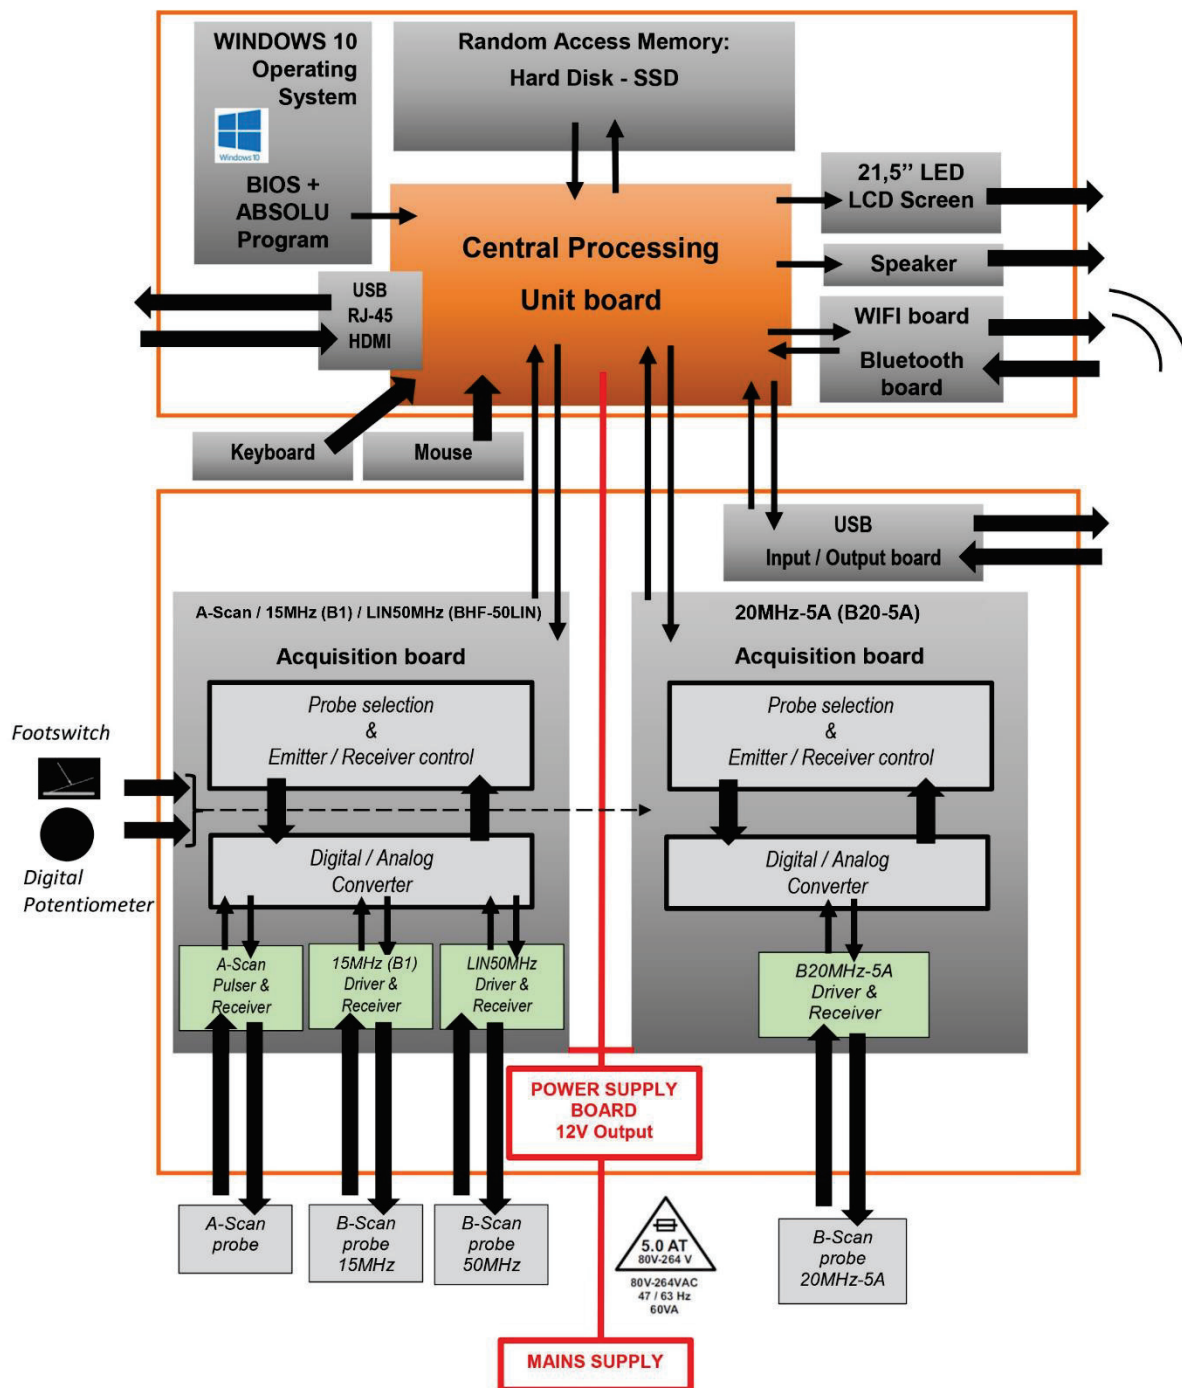 WINDOWS 10
Operating
System
Windows 10
BIOS +
ABSOLU
Program
Random Access Memory:
Hard Disk - SSD
Central Processing
Unit board
21,5’’ LED
LCD Screen
Speaker
WIFI board
Bluetooth
board
USB
RJ-45
HDMI
Keyboard
Mouse
USB
Input / Output board
A-Scan / 15MHz (B1) / LIN50MHz (BHF-50LIN)
Acquisition board
Probe selection
&
Emitter / Receiver control
Digital / Analog
Converter
A-Scan
Pulser &
Receiver
15MHz (B1)
Driver &
Receiver
LIN50MHz
Driver &
Receiver
20MHz-5A (B20-5A)
Acquisition board
Probe selection
&
Emitter / Receiver control
Digital / Analog
Converter
B20MHz-5A
Driver &
Receiver
Footswitch
Digital
Potentiometer
POWER SUPPLY
BOARD
12V Output
A-Scan
probe
B-Scan
probe
15MHz
B-Scan
probe
50MHz
5.0 AT
80V-264 V
80V-264VAC
47 / 63 Hz
60VA
B-Scan
probe
20MHz-5A
MAINS SUPPLY